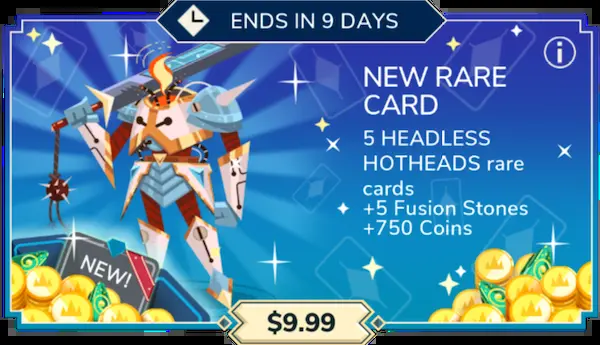 ENDS IN 9 DAYS
NEW RARE
CARD
5 HEADLESS
HOTHEADS rare
cards
+5 Fusion Stones
+750 Coins
NEW!
$9.99